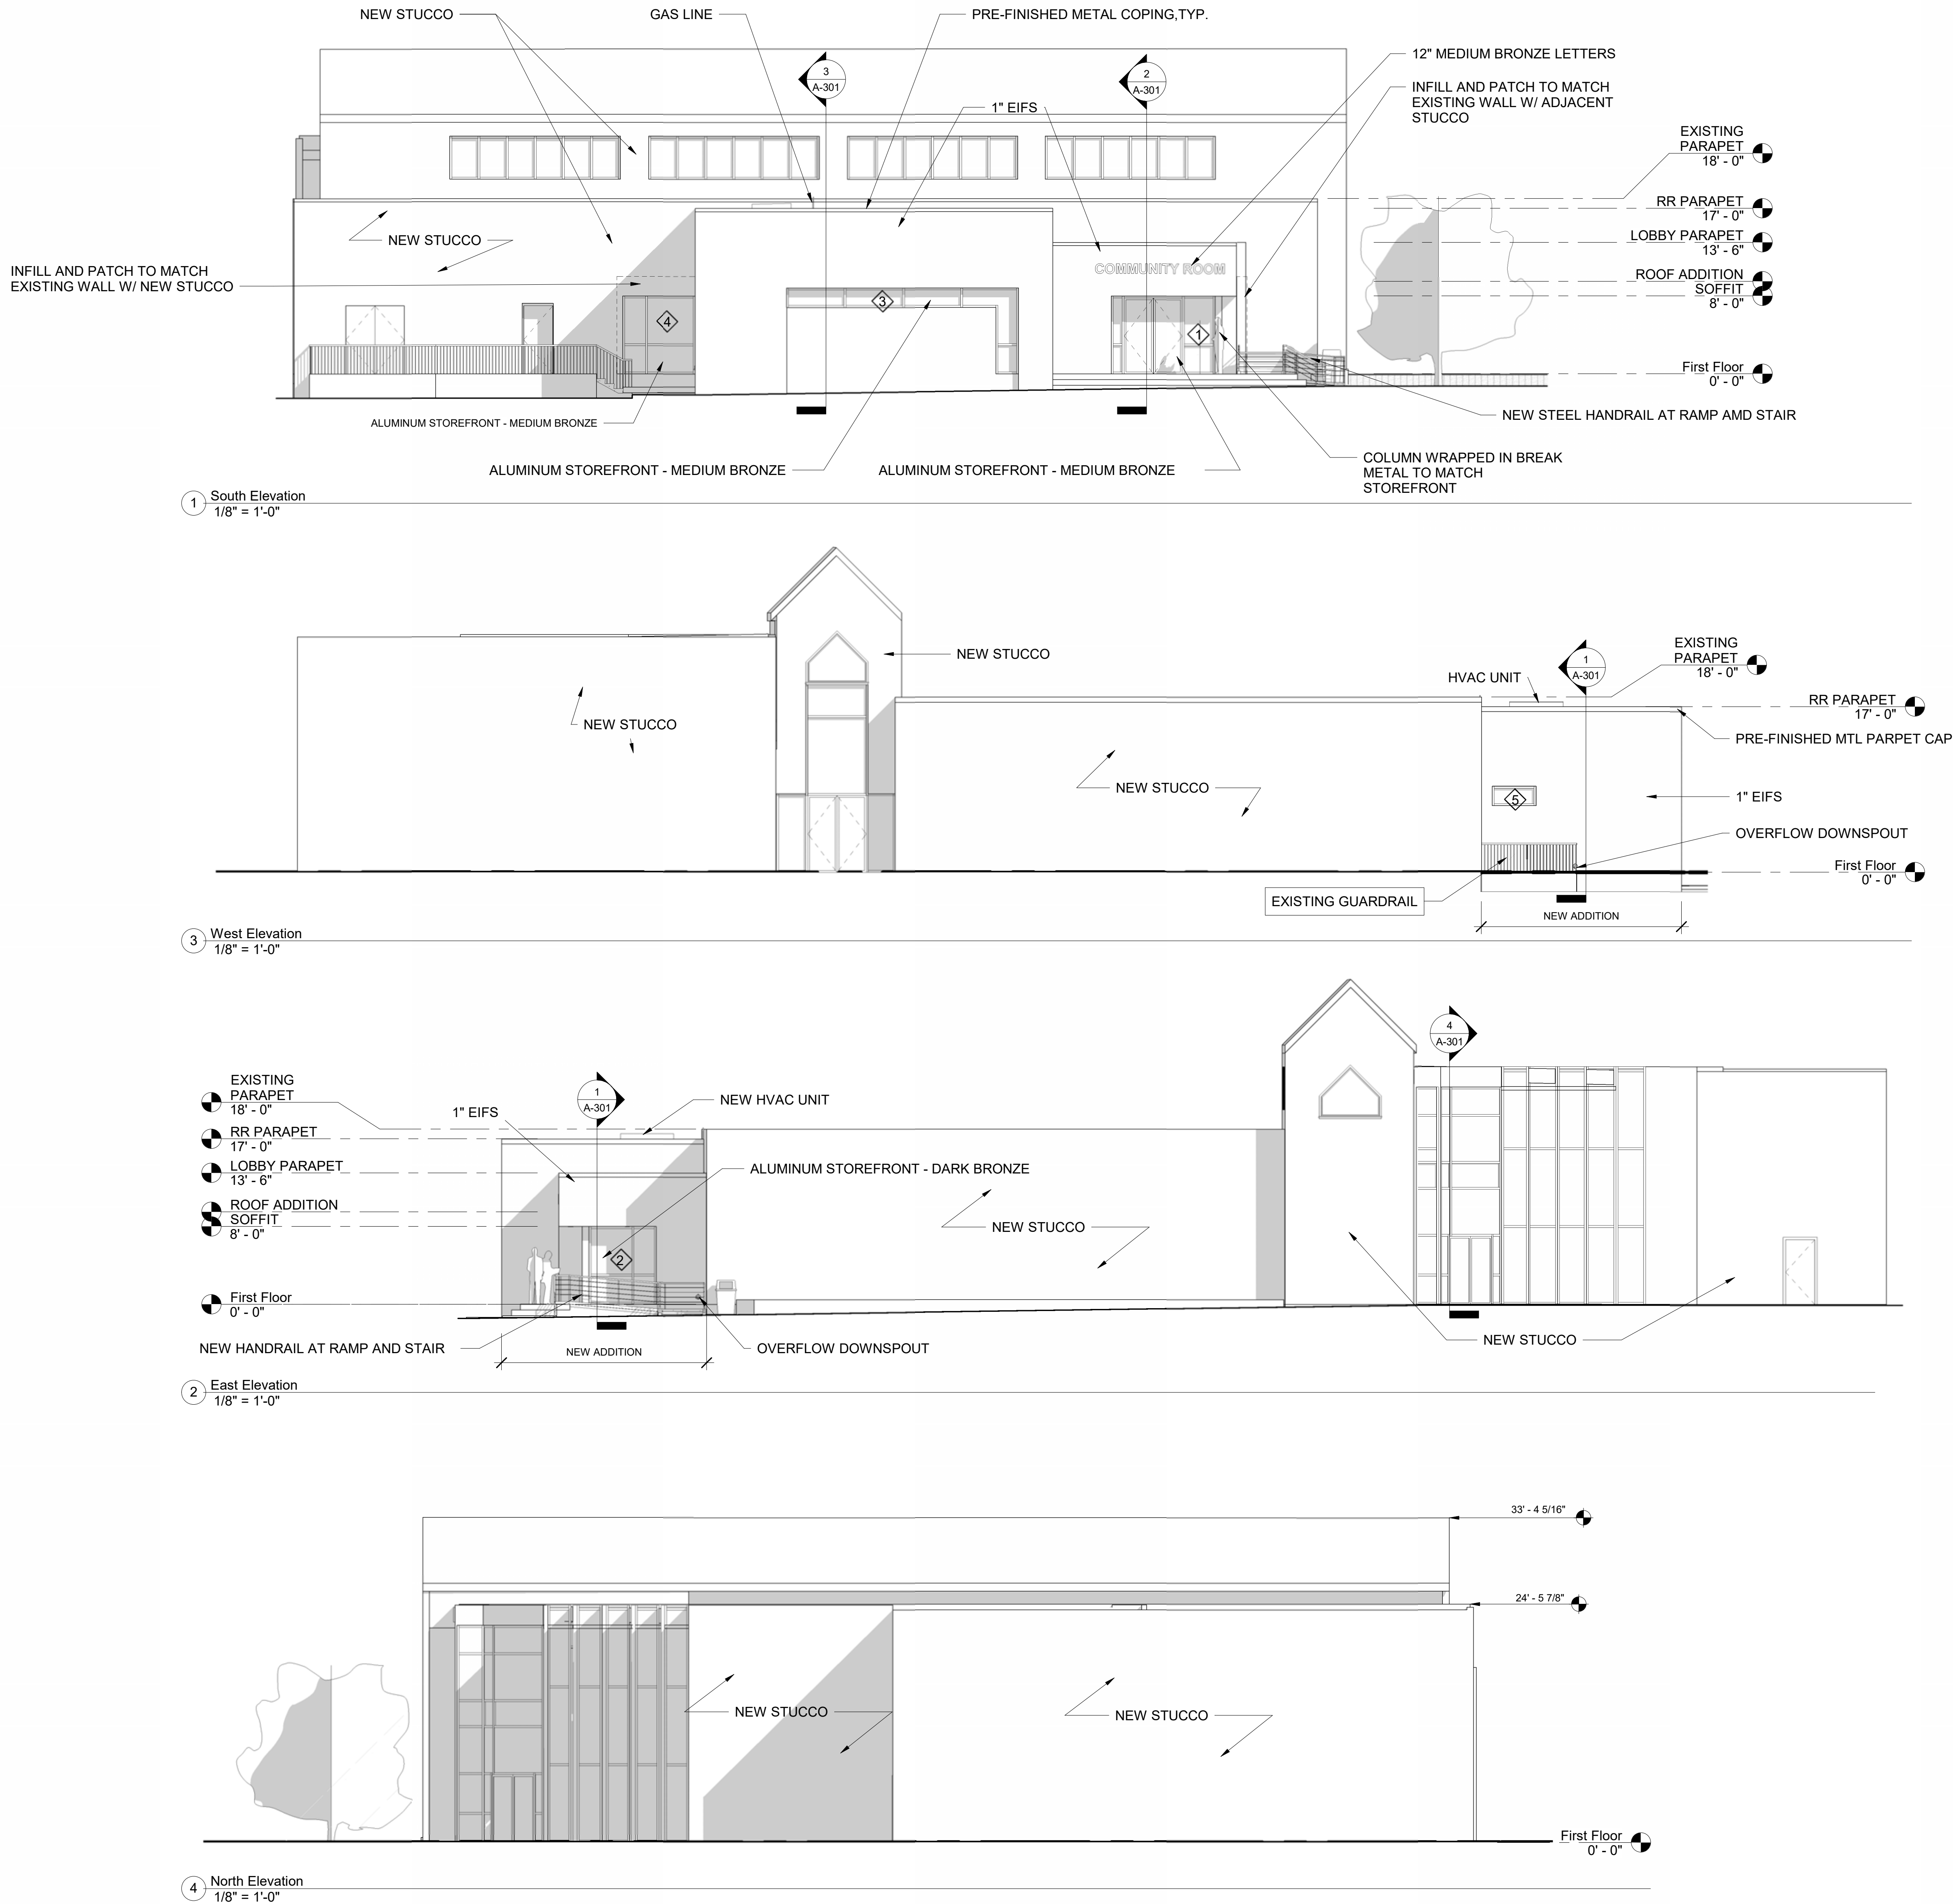 NEW STUCCO
GAS LINE
PRE-FINISHED METAL COPING,TYP.
12" MEDIUM BRONZE LETTERS
3
A-301
2
A-301
INFILL AND PATCH TO MATCH
EXISTING WALL W/ ADJACENT
STUCCO
1" EIFS
EXISTING
PARAPET
18' - 0"
RR PARAPET
17' - 0"
LOBBY PARAPET
13' - 6"
ROOF ADDITION
SOFFIT
8' - 0"
First Floor
0' - 0"
NEW STUCCO
INFILL AND PATCH TO MATCH
EXISTING WALL W/ NEW STUCCO
COMMUNITY ROOM
4
3
1
NEW STEEL HANDRAIL AT RAMP AMD STAIR
ALUMINUM STOREFRONT - MEDIUM BRONZE
ALUMINUM STOREFRONT - MEDIUM BRONZE
ALUMINUM STOREFRONT - MEDIUM BRONZE
COLUMN WRAPPED IN BREAK
METAL TO MATCH
STOREFRONT
1
South Elevation
1/8" = 1'-0"
NEW STUCCO
NEW STUCCO
NEW STUCCO
HVAC UNIT
1
A-301
EXISTING
PARAPET
18' - 0"
RR PARAPET
17' - 0"
PRE-FINISHED MTL PARPET CAP
5
1" EIFS
OVERFLOW DOWNSPOUT
First Floor
0' - 0"
EXISTING GUARDRAIL
NEW ADDITION
3
West Elevation
1/8" = 1'-0"
4
A-301
EXISTING
PARAPET
18' - 0"
RR PARAPET
17' - 0"
LOBBY PARAPET
13' - 6"
ROOF ADDITION
SOFFIT
8' - 0"
First Floor
0' - 0"
1" EIFS
1
A-301
NEW HVAC UNIT
ALUMINUM STOREFRONT - DARK BRONZE
2
NEW STUCCO
NEW STUCCO
NEW HANDRAIL AT RAMP AND STAIR
NEW ADDITION
OVERFLOW DOWNSPOUT
2
East Elevation
1/8" = 1'-0"
33' - 4 5/16"
24' - 5 7/8"
NEW STUCCO
NEW STUCCO
First Floor
0' - 0"
4
North Elevation
1/8" = 1'-0"